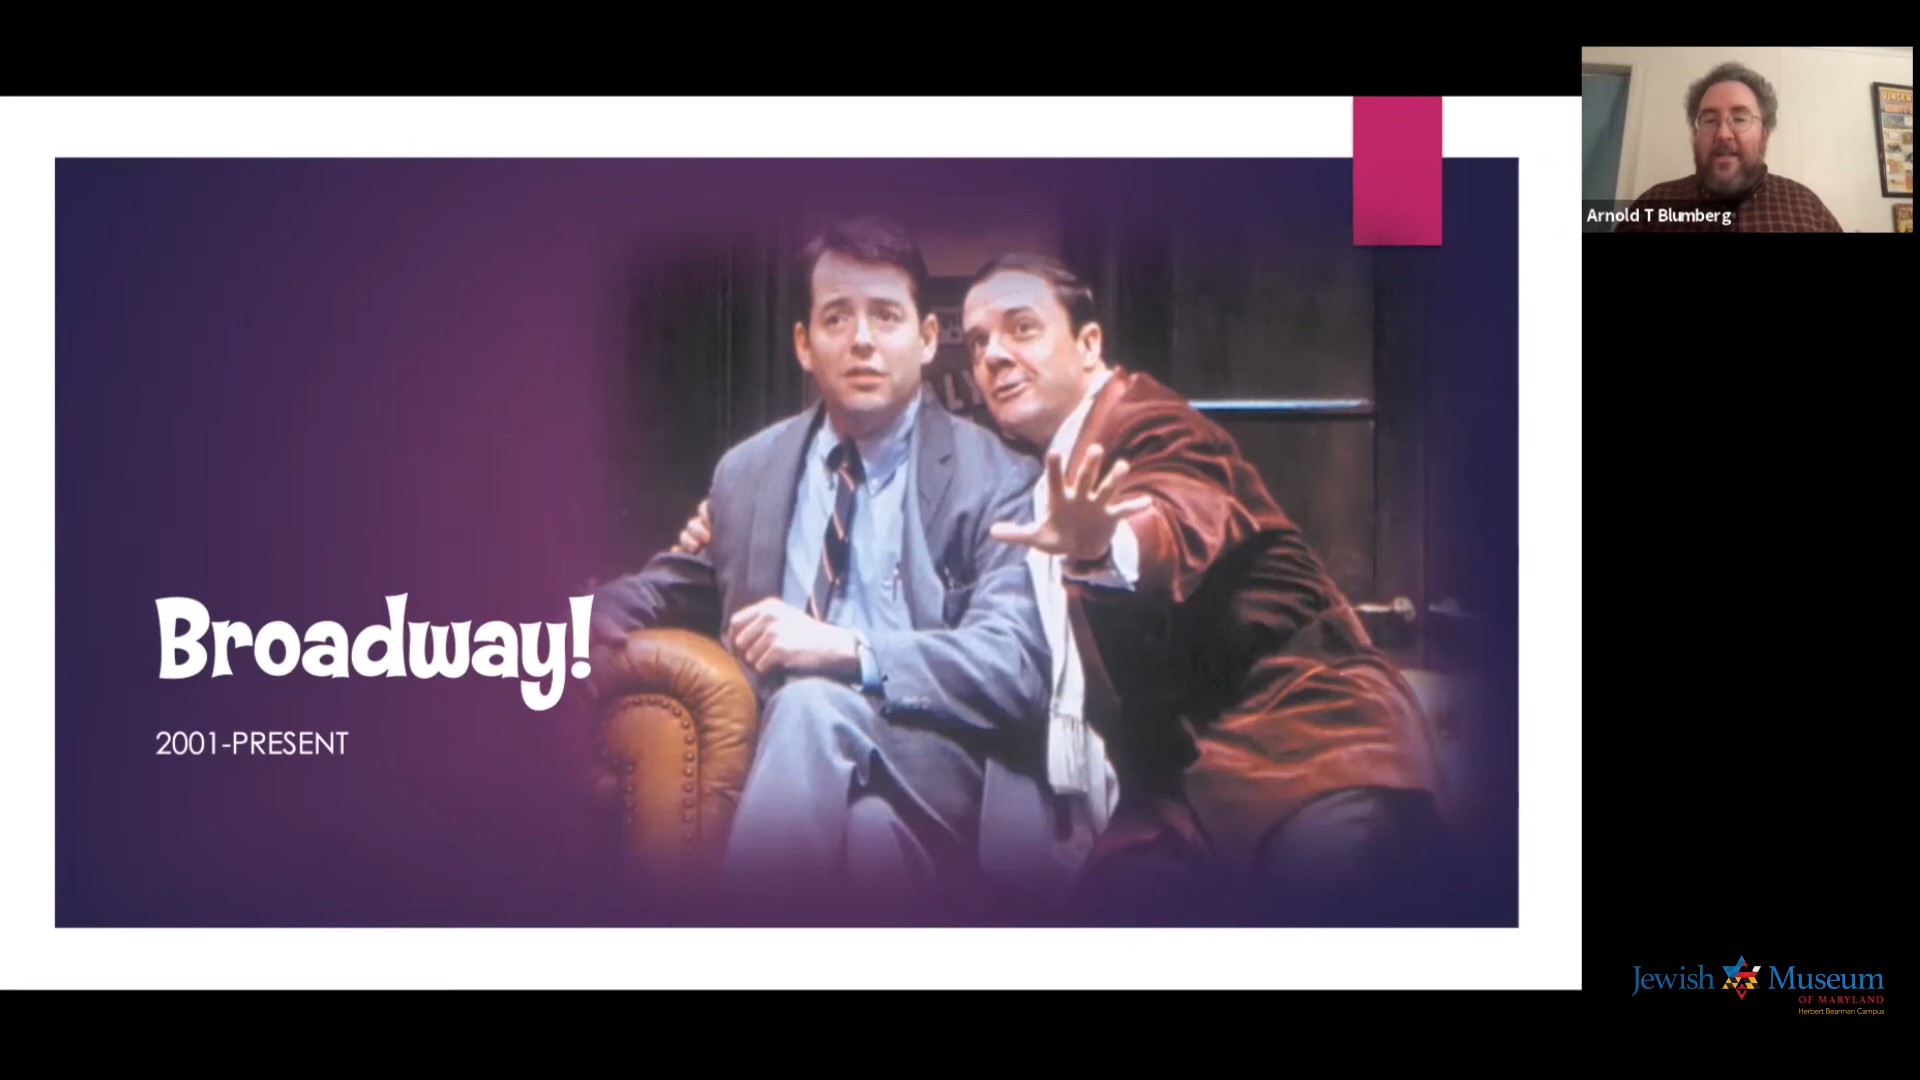 Broadway!
2001-PRESENT
Arnold T Blumberg
Jewish Museum
OF MARYLAND
Herbert Bearman Campus